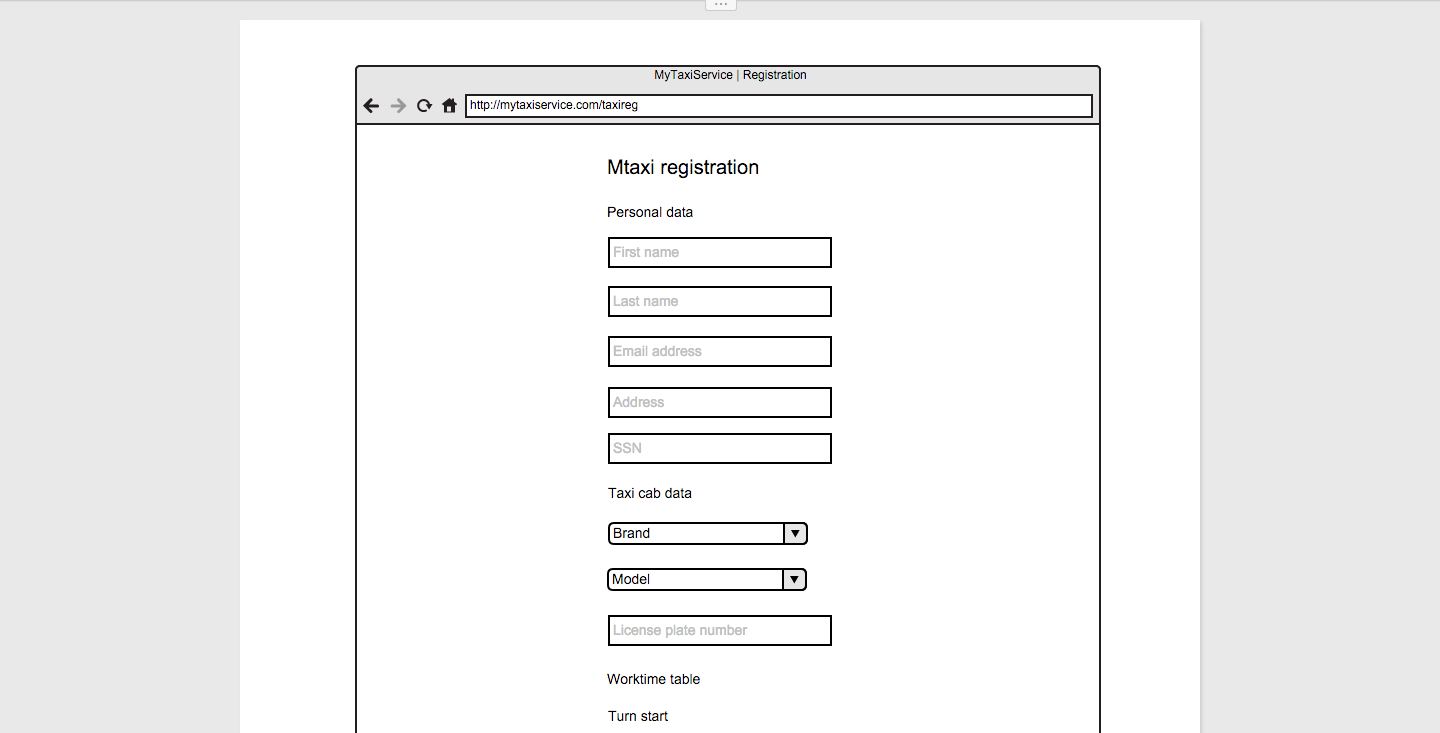 MyTaxiService | Registration
http://mytaxiservice.com/taxireg
Mtaxi registration
Personal data
First name
Last name
Email address
Address
SSN
Taxi cab data
Brand
Model
License plate number
Worktime table
Turn start